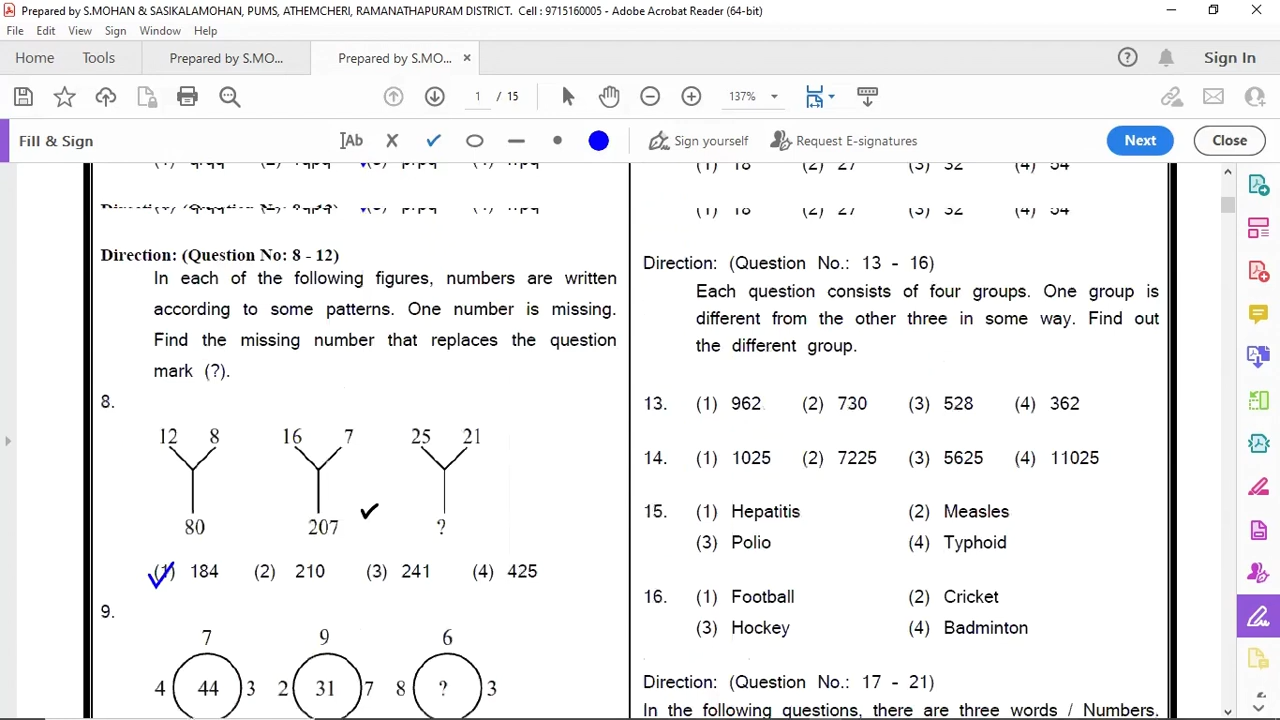 Prepared by S.MOHAN & SASIKALAMOHAN, PUMS, ATHEMCHERI, RAMANATHAPURAM DISTRICT. Cell : 9715160005 - Adobe Acrobat Reader (64-bit)
File Edit View Sign Window Help
Home Tools Prepared by S.MO... Prepared by S.MO... × Sign In
1 / 15 137%
Fill & Sign Ab Sign yourself Request E-signatures Next Close
(1) 18 (2) 27 (3) 32 (4) 54
(1) 18 (2) 27 (3) 32 (4) 54
Direction: (Question No: 8 - 12)
In each of the following figures, numbers are written
according to some patterns. One number is missing.
Find the missing number that replaces the question
mark (?).
8.
12 8 16 7 25 21
80 207 ?
(1) 184 (2) 210 (3) 241 (4) 425
9.
7 9 6
4 44 3 2 31 7 8 ? 3
Direction: (Question No.: 13 - 16)
Each question consists of four groups. One group is
different from the other three in some way. Find out
the different group.
13. (1) 962 (2) 730 (3) 528 (4) 362
14. (1) 1025 (2) 7225 (3) 5625 (4) 11025
15. (1) Hepatitis (2) Measles
(3) Polio (4) Typhoid
16. (1) Football (2) Cricket
(3) Hockey (4) Badminton
Direction: (Question No.: 17 - 21)
In the following questions, there are three words / Numbers.